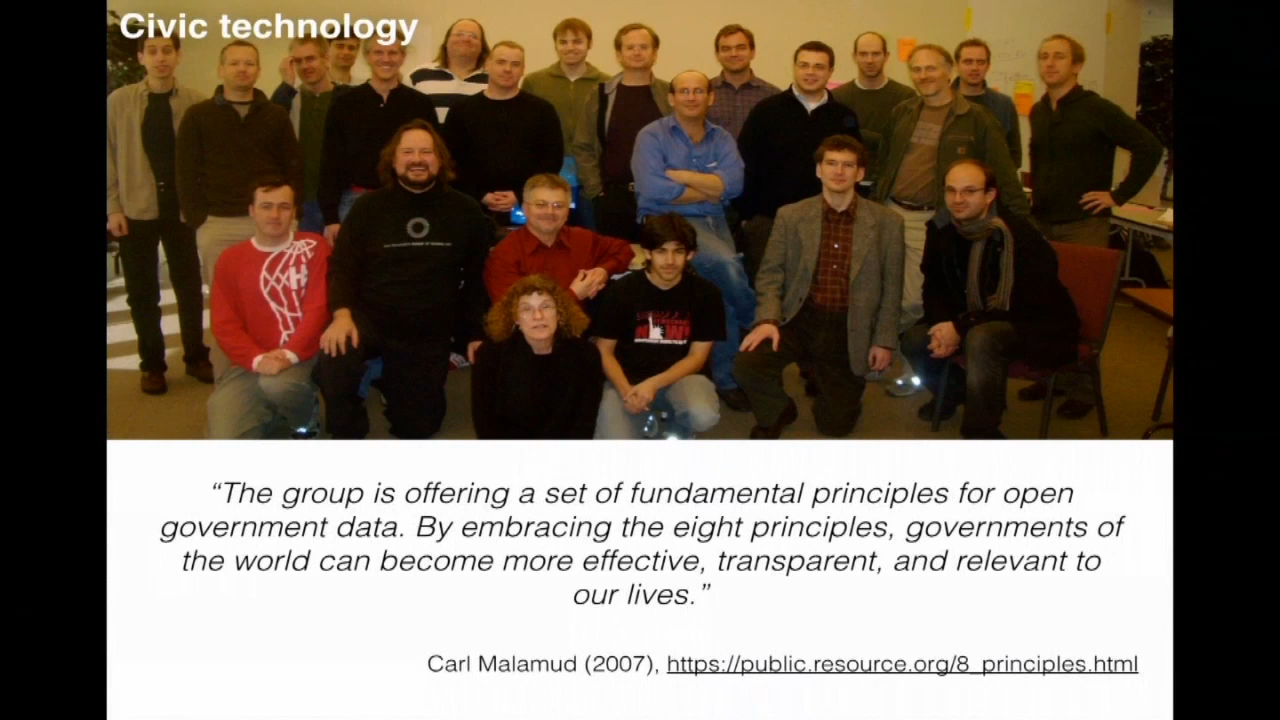 Civic technology
“The group is offering a set of fundamental principles for open
government data. By embracing the eight principles, governments of
the world can become more effective, transparent, and relevant to
our lives.”
Carl Malamud (2007), https://public.resource.org/8_principles.html